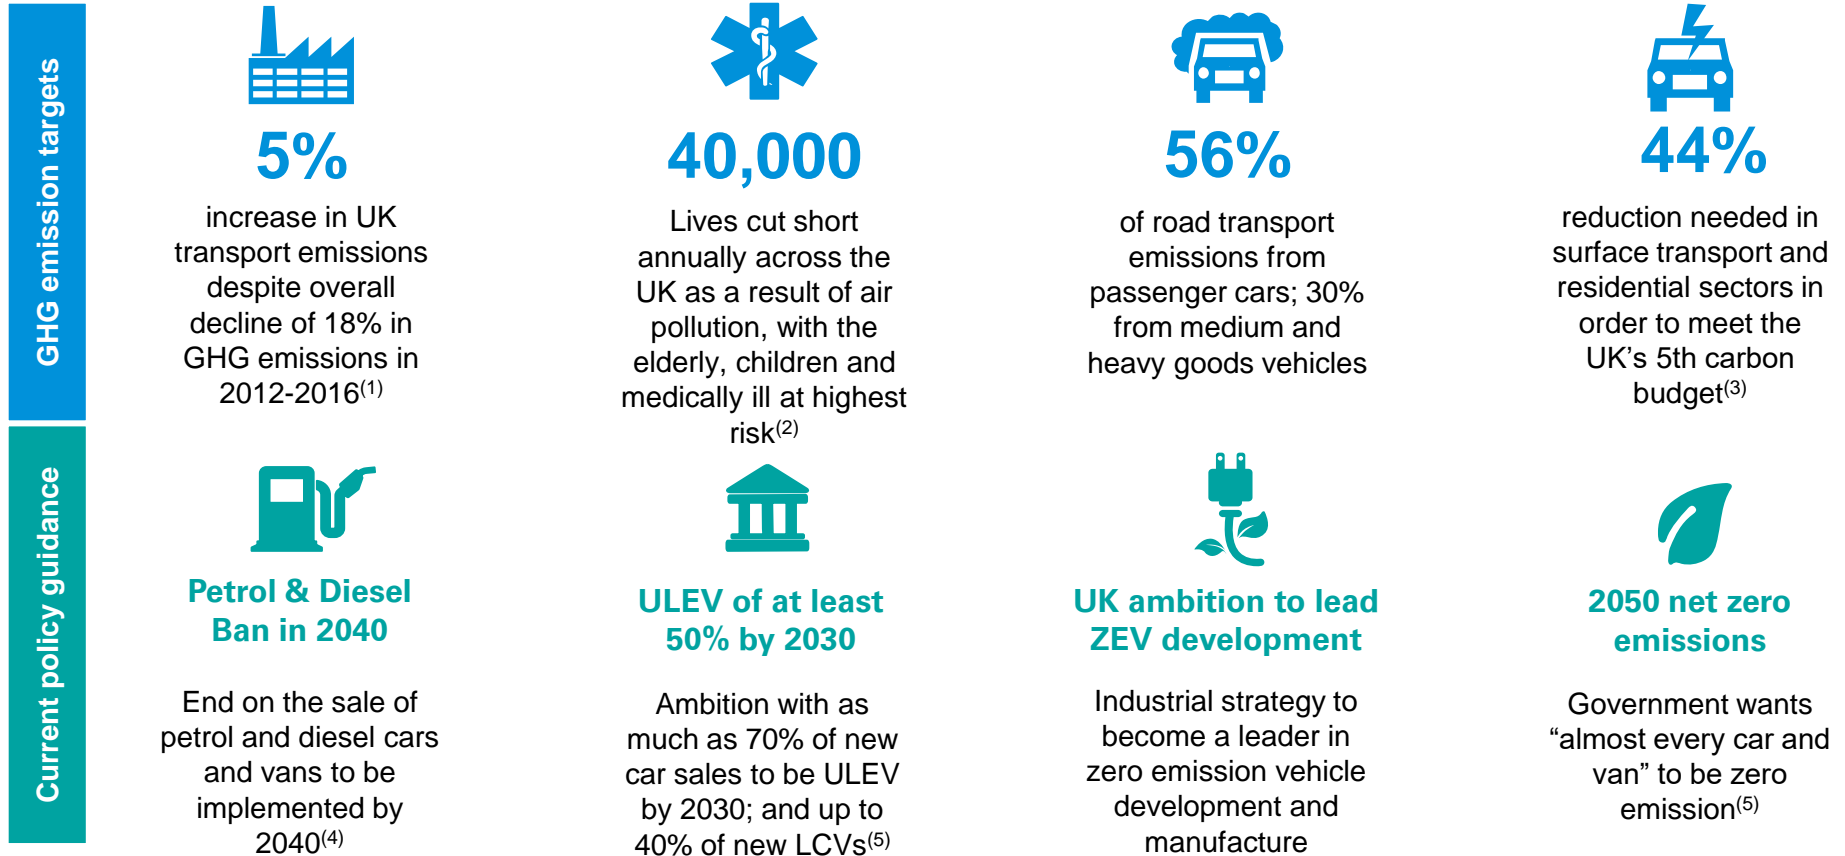 GHG emission targets
5%
increase in UK
transport emissions
despite overall
decline of 18% in
GHG emissions in
2012-2016(1)
40,000
Lives cut short
annually across the
UK as a result of air
pollution, with the
elderly, children and
medically ill at highest
risk(2)
56%
of road transport
emissions from
passenger cars; 30%
from medium and
heavy goods vehicles
44%
reduction needed in
surface transport and
residential sectors in
order to meet the
UK’s 5th carbon
budget(3)
Current policy guidance
Petrol & Diesel
Ban in 2040
End on the sale of
petrol and diesel cars
and vans to be
implemented by
2040(4)
ULEV of at least
50% by 2030
Ambition with as
much as 70% of new
car sales to be ULEV
by 2030; and up to
40% of new LCVs(5)
UK ambition to lead
ZEV development
Industrial strategy to
become a leader in
zero emission vehicle
development and
manufacture
2050 net zero
emissions
Government wants
“almost every car and
van” to be zero
emission(5)